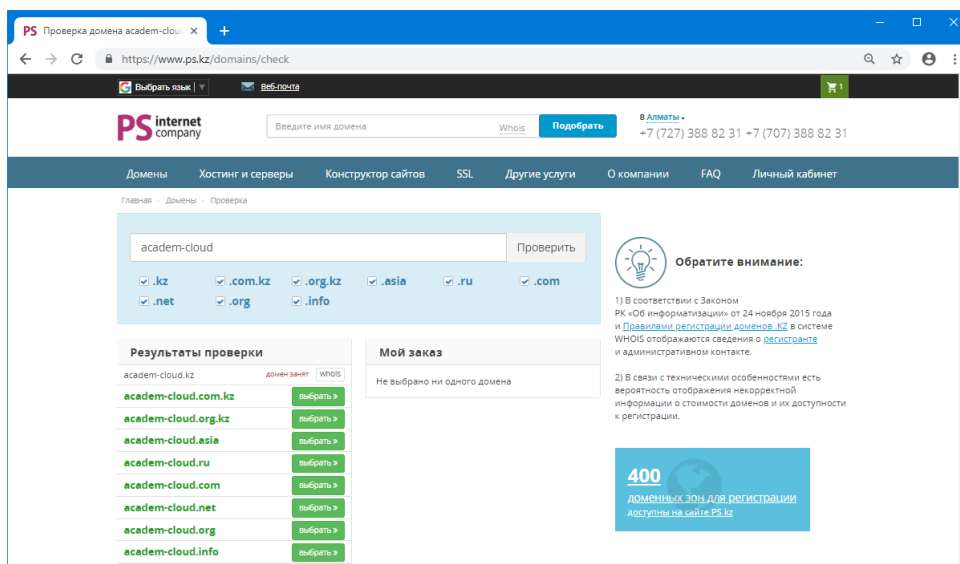 PS Проверка домена academ-clou
https://www.ps.kz/domains/check
G Выбрать язык
Веб-почта
1
PS internet company
Введите имя домена
Whois
Подобрать
В Алматы
+7 (727) 388 82 31 +7 (707) 388 82 31
Домены Хостинг и серверы Конструктор сайтов SSL Другие услуги О компании FAQ Личный кабинет
Главная - Домены - Проверка
academ-cloud
Проверить
.kz .com.kz .org.kz .asia .ru .com
.net .org .info
Обратите внимание:
1) В соответствии с Законом
РК «Об информатизации» от 24 ноября 2015 года
и Правилами регистрации доменов .KZ в системе
WHOIS отображаются сведения о регистранте
и административном контакте.
2) В связи с техническими особенностями есть
вероятность отображения некорректной
информации о стоимости доменов и их доступности
к регистрации.
Результаты проверки
academ-cloud.kz домен занят whois
academ-cloud.com.kz выбрать »
academ-cloud.org.kz выбрать »
academ-cloud.asia выбрать »
academ-cloud.ru выбрать »
academ-cloud.com выбрать »
academ-cloud.net выбрать »
academ-cloud.org выбрать »
academ-cloud.info выбрать »
Мой заказ
Не выбрано ни одного домена
400
доменных зон для регистрации
доступны на сайте PS.kz